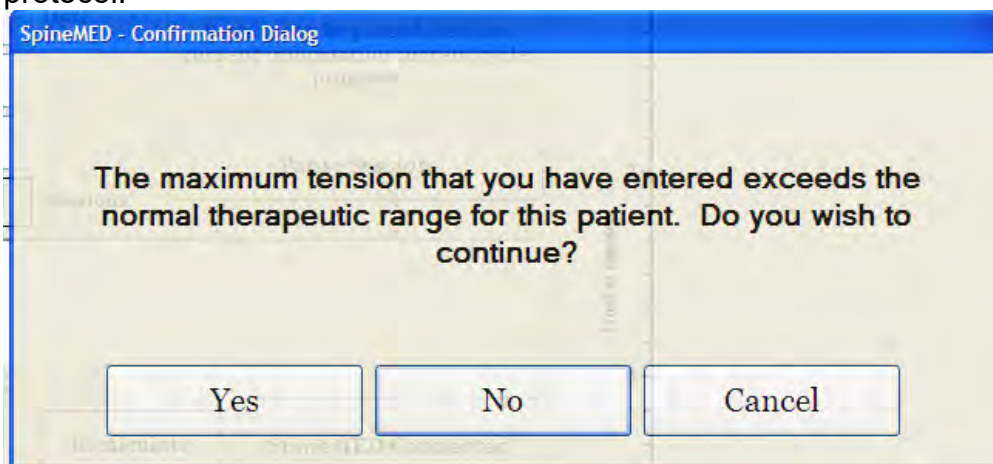 SpineMED - Confirmation Dialog
The maximum tension that you have entered exceeds the
normal therapeutic range for this patient. Do you wish to
continue?
Yes
No
Cancel